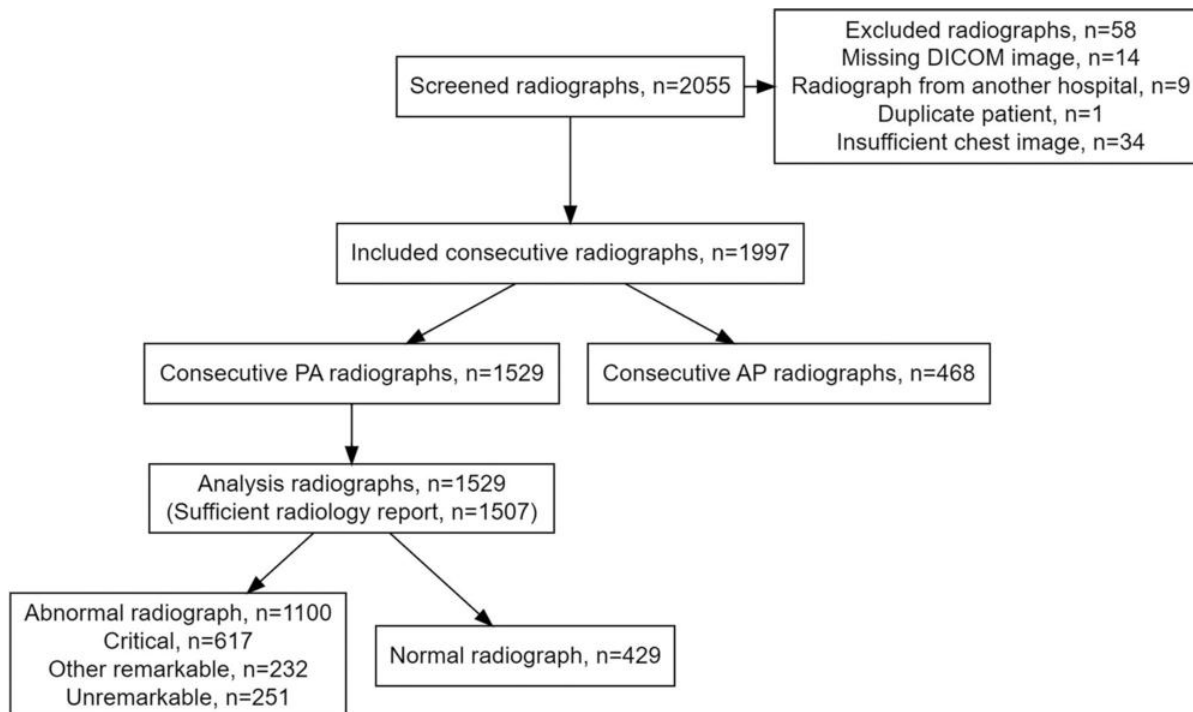 Screened radiographs, n=2055
Excluded radiographs, n=58
Missing DICOM image, n=14
Radiograph from another hospital, n=9
Duplicate patient, n=1
Insufficient chest image, n=34
Included consecutive radiographs, n=1997
Consecutive PA radiographs, n=1529
Consecutive AP radiographs, n=468
Analysis radiographs, n=1529
(Sufficient radiology report, n=1507)
Abnormal radiograph, n=1100
Critical, n=617
Other remarkable, n=232
Unremarkable, n=251
Normal radiograph, n=429